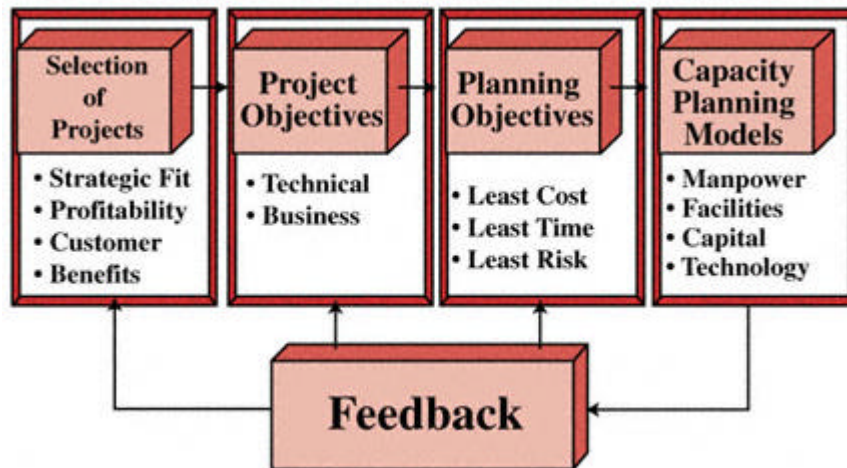 Selection
of
Projects
• Strategic Fit
• Profitability
• Customer
• Benefits
Project
Objectives
• Technical
• Business
Planning
Objectives
• Least Cost
• Least Time
• Least Risk
Capacity
Planning
Models
• Manpower
• Facilities
• Capital
• Technology
Feedback